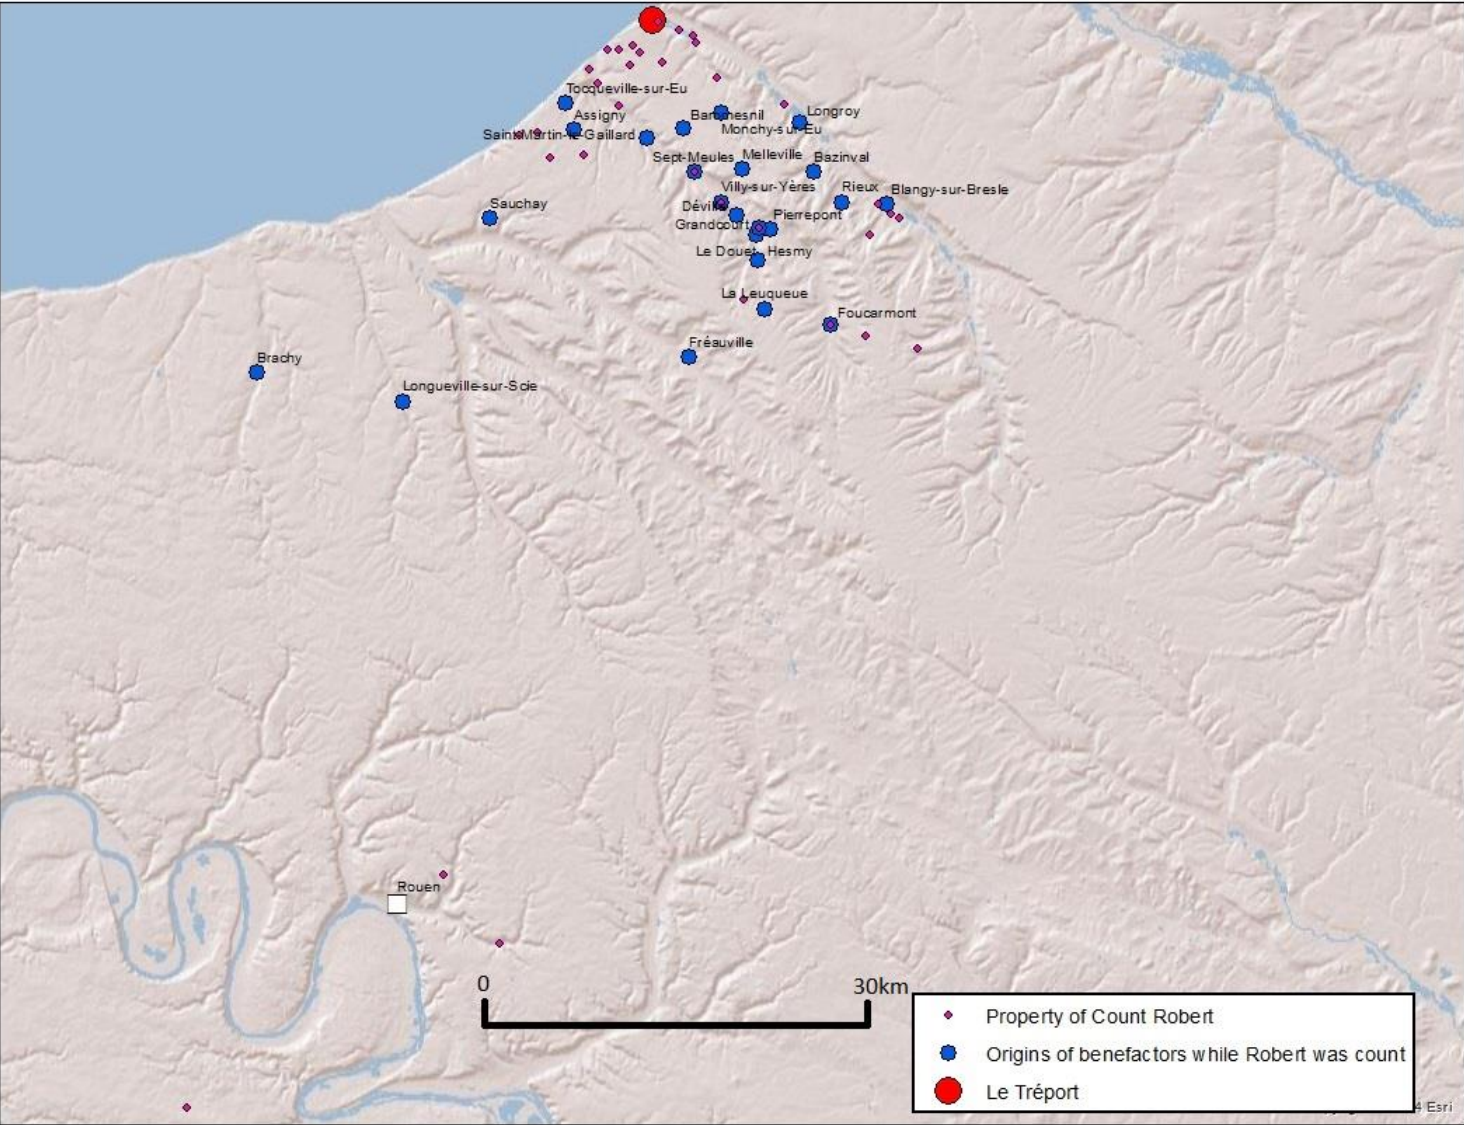 Tocqueville-sur-Eu
Assigny
Saint-Martin-le-Gaillard
Baromesnil
Monchy-sur-Eu
Longroy
Sept-Meules
Melleville
Bazinval
Villy-sur-Yères
Rieux
Blangy-sur-Bresle
Déville
Sauchay
Grandcourt
Pierrepont
Le Douet
Hesmy
La Leuqueue
Foucarmont
Fréauville
Brachy
Longueville-sur-Scie
Rouen
0
30km
Property of Count Robert
Origins of benefactors while Robert was count
Le Tréport
4 Esri